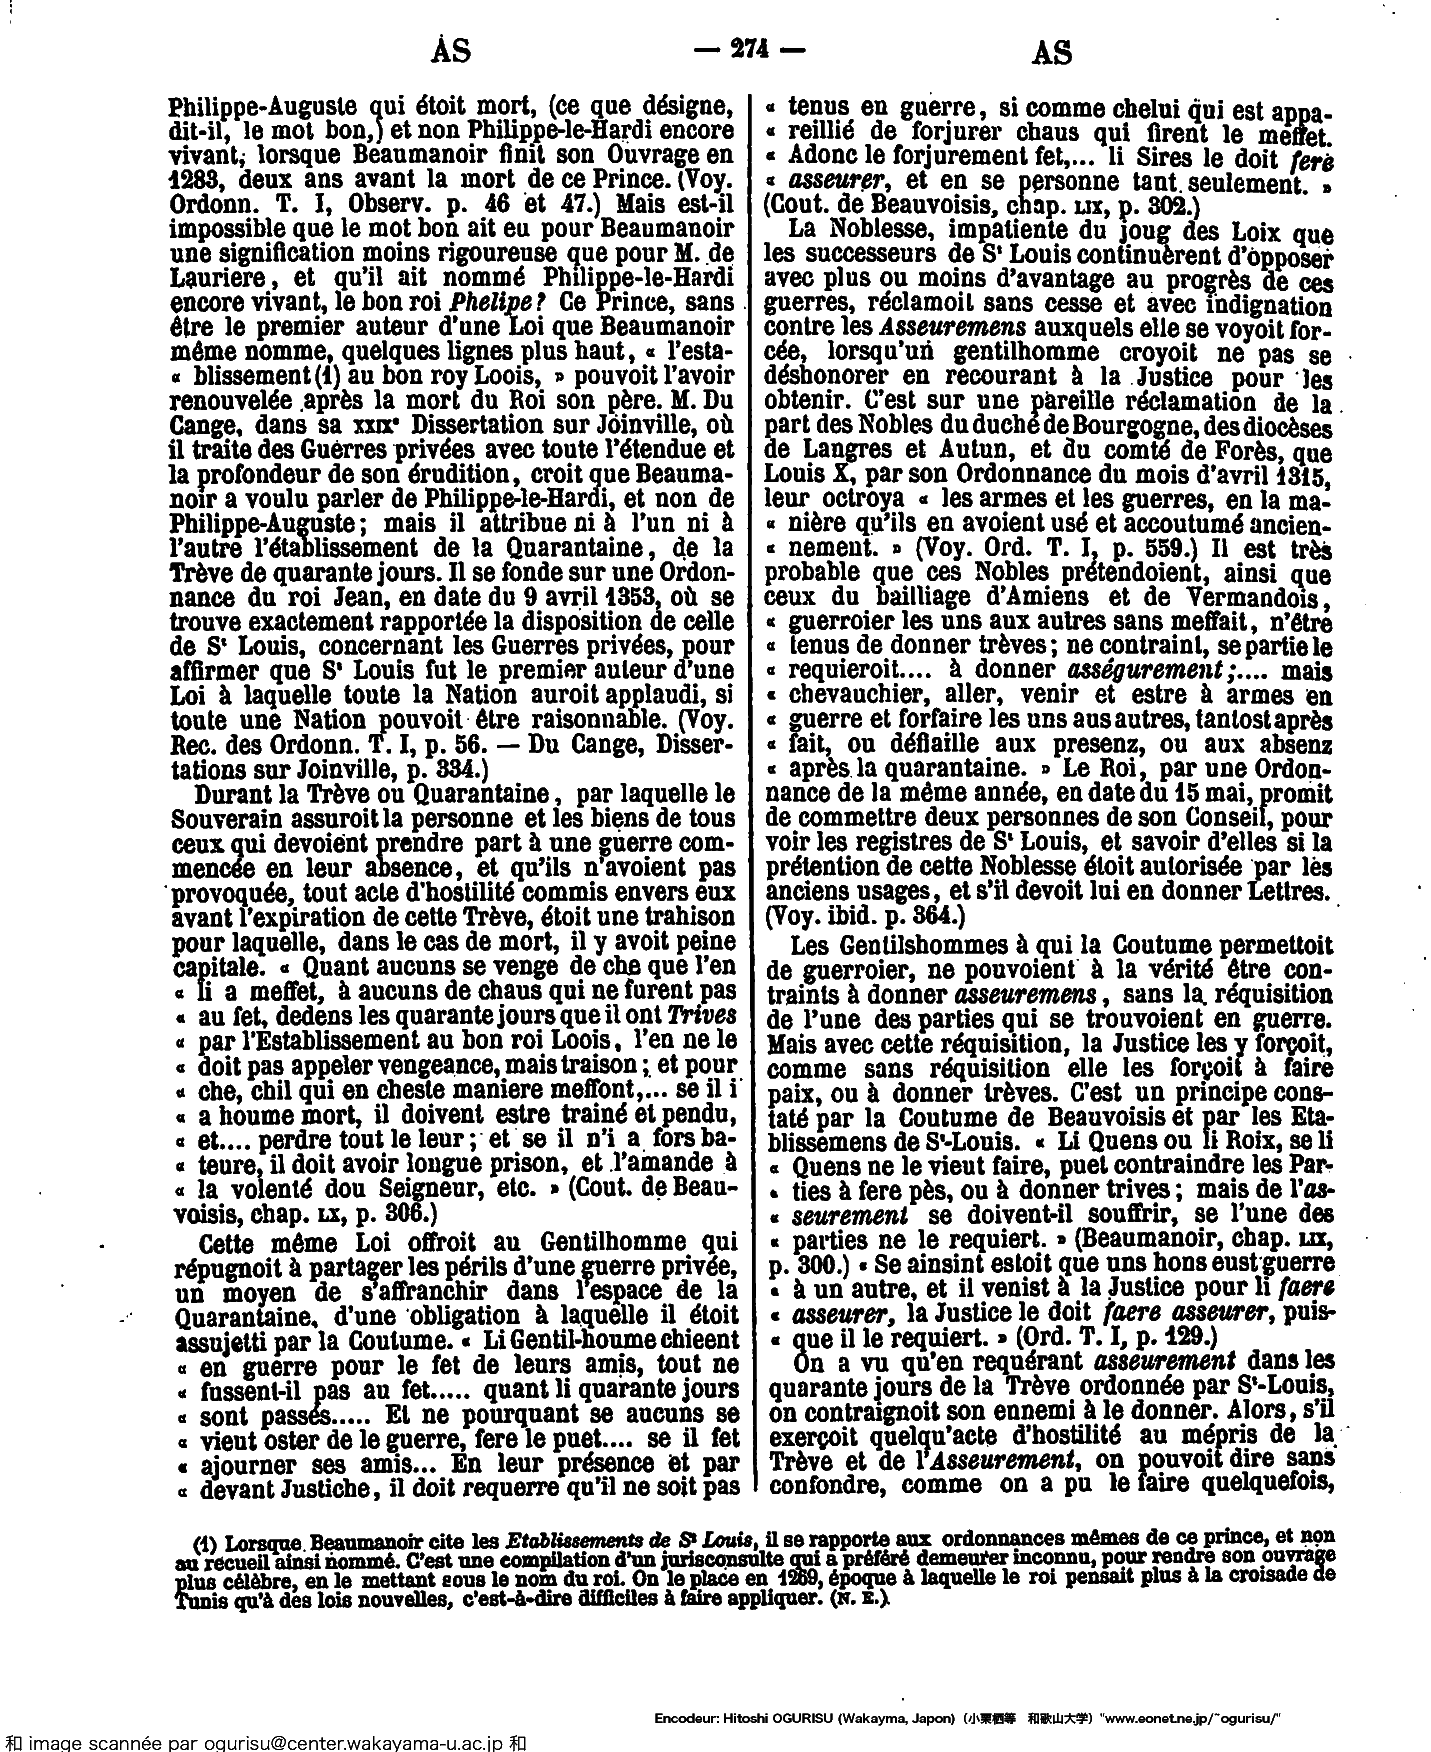 AS
— 274 —
AS
Philippe-Auguste qui étoit mort, (ce que désigne,
dit-il, le mot bon,) et non Philippe-le-Hardi encore
vivant, lorsque Beaumanoir finit son Ouvrage en
1283, deux ans avant la mort de ce Prince. (Voy.
Ordonn. T. I, Observ. p. 46 et 47.) Mais est-il
impossible que le mot bon ait eu pour Beaumanoir
une signification moins rigoureuse que pour M. de
Lauriere, et qu'il ait nommé Philippe-le-Hardi
encore vivant, le bon roi Phelipe? Ce Prince, sans
être le premier auteur d'une Loi que Beaumanoir
même nomme, quelques lignes plus haut, « l'esta-
« blissement (1) au bon roy Loois, » pouvoit l'avoir
renouvelée après la mort du Roi son père. M. Du
Cange, dans sa XXIXe Dissertation sur Joinville, où
il traite des Guerres privées avec toute l'étendue et
la profondeur de son érudition, croit que Beauma-
noir a voulu parler de Philippe-le-Hardi, et non de
Philippe-Auguste; mais il attribue ni à l'un ni à
l'autre l'établissement de la Quarantaine, de la
Trève de quarante jours. Il se fonde sur une Ordon-
nance du roi Jean, en date du 9 avril 1353, où se
trouve exactement rapportée la disposition de celle
de St Louis, concernant les Guerres privées, pour
affirmer que St Louis fut le premier auteur d'une
Loi à laquelle toute la Nation auroit applaudi, si
toute une Nation pouvoit être raisonnable. (Voy.
Rec. des Ordonn. T. I, p. 56. — Du Cange, Disser-
tations sur Joinville, p. 334.)
Durant la Trève ou Quarantaine, par laquelle le
Souverain assuroit la personne et les biens de tous
ceux qui devoient prendre part à une guerre com-
mencée en leur absence, et qu'ils n'avoient pas
provoquée, tout acte d'hostilité commis envers eux
avant l'expiration de cette Trève, étoit une trahison
pour laquelle, dans le cas de mort, il y avoit peine
capitale. « Quant aucuns se venge de che que l'en
« li a meffet, à aucuns de chaus qui ne furent pas
« au fet, dedens les quarante jours que il ont Trives
« par l'Establissement au bon roi Loois, l'en ne le
« doit pas appeler vengeance, mais traison; et pour
« che, chil qui en cheste maniere meffont,... se il i
« a houme mort, il doivent estre trainé et pendu,
« et.... perdre tout le leur; et se il n'i a fors ba-
« teure, il doit avoir longue prison, et l'amande à
« la volenté dou Seigneur, etc. » (Cout. de Beau-
voisis, chap. LX, p. 306.)
Cette même Loi offroit au Gentilhomme qui
répugnoit à partager les périls d'une guerre privée,
un moyen de s'affranchir dans l'espace de la
Quarantaine, d'une obligation à laquelle il étoit
assujetti par la Coutume. « Li Gentil-houme chieent
« en guerre pour le fet de leurs amis, tout ne
« fussent-il pas au fet..... quant li quarante jours
« sont passés..... Et ne pourquant se aucuns se
« vieut oster de le guerre, fere le puet.... se il fet
« ajourner ses amis... En leur présence et par
« devant Justiche, il doit requerre qu'il ne soit pas
« tenus en guerre, si comme chelui qui est appa-
« reillié de forjurer chaus qui firent le meffet.
« Adonc le forjurement fet,... li Sires le doit fere
« asseurer, et en se personne tant seulement. »
(Cout. de Beauvoisis, chap. LIX, p. 302.)
La Noblesse, impatiente du joug des Loix que
les successeurs de St Louis continuèrent d'opposer
avec plus ou moins d'avantage au progrès de ces
guerres, réclamoit sans cesse et avec indignation
contre les Asseuremens auxquels elle se voyoit for-
cée, lorsqu'un gentilhomme croyoit ne pas se
déshonorer en recourant à la Justice pour les
obtenir. C'est sur une pareille réclamation de la
part des Nobles du duché de Bourgogne, des diocèses
de Langres et Autun, et du comté de Forès, que
Louis X, par son Ordonnance du mois d'avril 1315,
leur octroya « les armes et les guerres, en la ma-
« nière qu'ils en avoient usé et accoutumé ancien-
« nement. » (Voy. Ord. T. I, p. 559.) Il est très
probable que ces Nobles prétendoient, ainsi que
ceux du bailliage d'Amiens et de Vermandois,
« guerroier les uns aux autres sans meffait, n'être
« tenus de donner trèves; ne contraint, se partie le
« requieroit.... à donner asségurement;.... mais
« chevauchier, aller, venir et estre à armes en
« guerre et forfaire les uns aus autres, tantost après
« fait, ou défiaille aux presenz, ou aux absenz
« après la quarantaine. » Le Roi, par une Ordon-
nance de la même année, en date du 15 mai, promit
de commettre deux personnes de son Conseil, pour
voir les registres de St Louis, et savoir d'elles si la
prétention de cette Noblesse étoit autorisée par les
anciens usages, et s'il devoit lui en donner Lettres.
(Voy. ibid. p. 364.)
Les Gentilshommes à qui la Coutume permettoit
de guerroier, ne pouvoient à la vérité être con-
traints à donner asseuremens, sans la réquisition
de l'une des parties qui se trouvoient en guerre.
Mais avec cette réquisition, la Justice les y forçoit,
comme sans réquisition elle les forçoit à faire
paix, ou à donner trèves. C'est un principe cons-
taté par la Coutume de Beauvoisis et par les Eta-
blissemens de St-Louis. « Li Quens ou li Roix, se li
« Quens ne le vieut faire, puet contraindre les Par-
« ties à fere pès, ou à donner trives; mais de l'as-
« seurement se doivent-il souffrir, se l'une des
« parties ne le requiert. » (Beaumanoir, chap. LIX,
p. 300.) « Se ainsint estoit que uns hons eust guerre
« à un autre, et il venist à la Justice pour li faere
« asseurer, la Justice le doit faere asseurer, puis-
« que il le requiert. » (Ord. T. I, p. 129.)
On a vu qu'en requérant asseurement dans les
quarante jours de la Trève ordonnée par St-Louis,
on contraignoit son ennemi à le donner. Alors, s'il
exerçoit quelqu'acte d'hostilité au mépris de la
Trève et de l'Asseurement, on pouvoit dire sans
confondre, comme on a pu le faire quelquefois,
(1) Lorsque Beaumanoir cite les Etablissements de St Louis, il se rapporte aux ordonnances mêmes de ce prince, et non
au recueil ainsi nommé. C'est une compilation d'un jurisconsulte qui a préféré demeurer inconnu, pour rendre son ouvrage
plus célèbre, en le mettant sous le nom du roi. On le place en 1269, époque à laquelle le roi pensait plus à la croisade de
Tunis qu'à des lois nouvelles, c'est-à-dire difficiles à faire appliquer. (N. E.)
Encodeur: Hitoshi OGURISU (Wakayma, Japon) (小栗栖等 和歌山大学) "www.eonet.ne.jp/~ogurisu/"
和 image scannée par ogurisu@center.wakayama-u.ac.jp 和